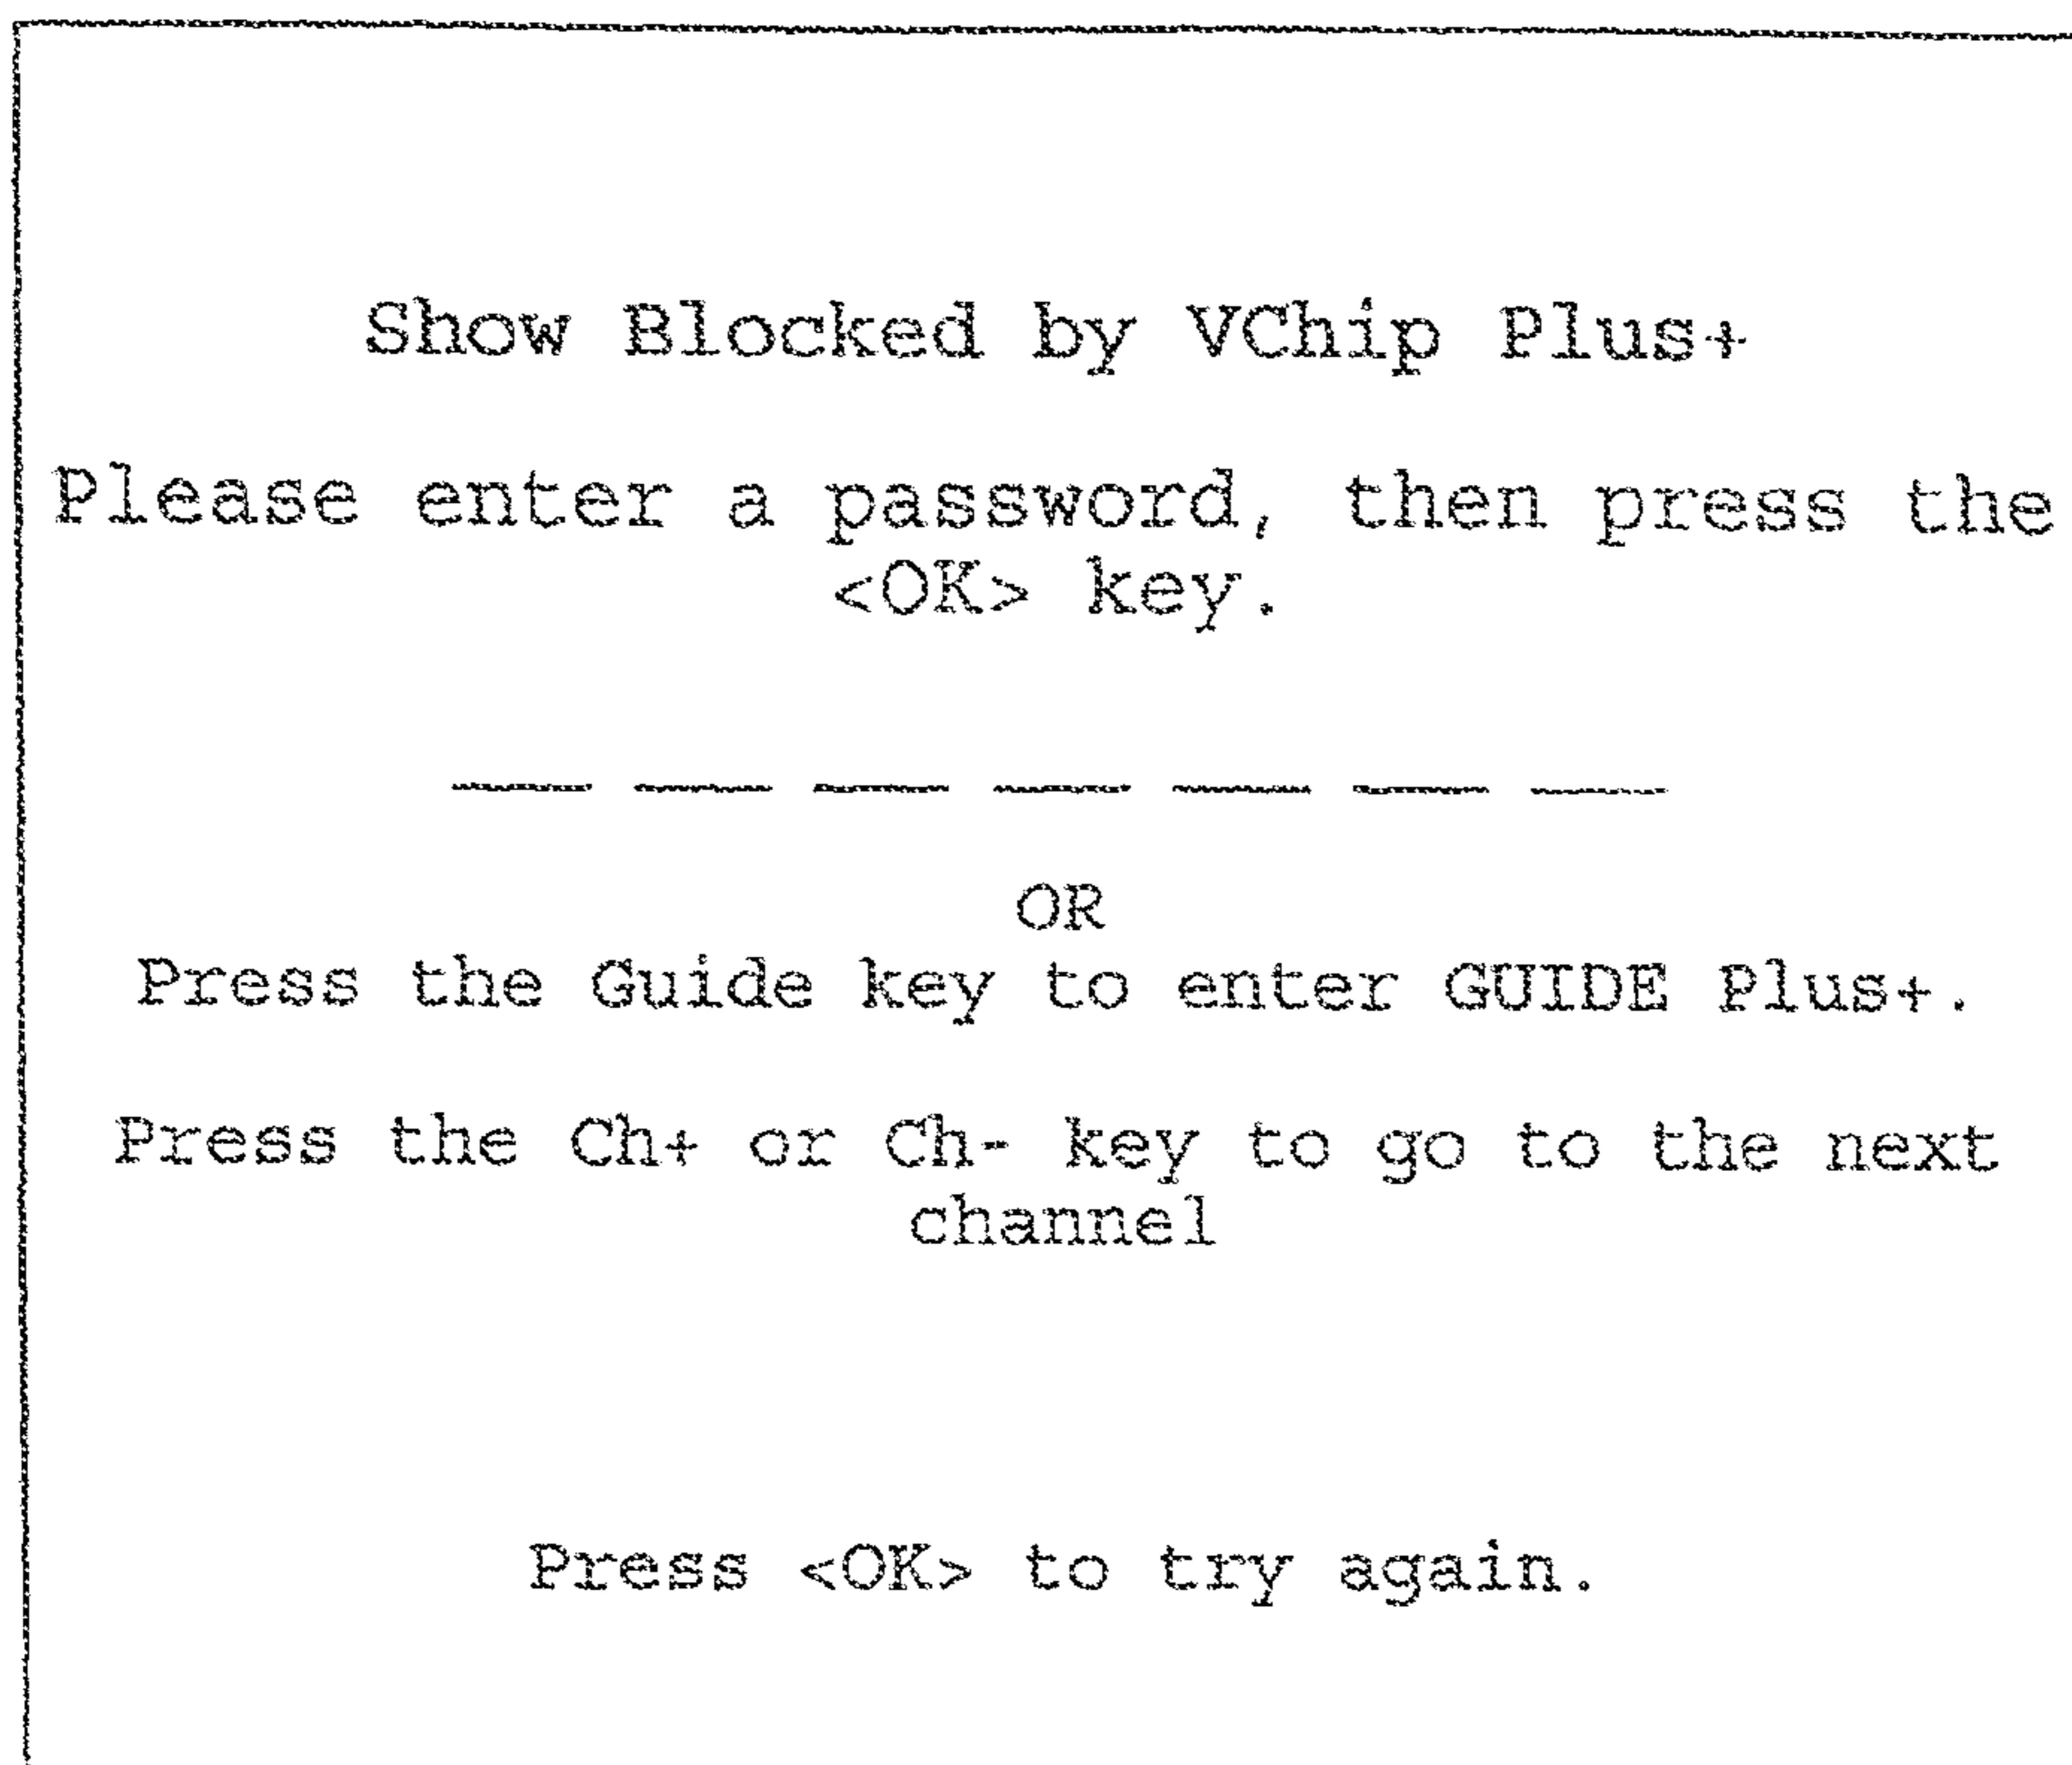 Show Blocked by VChip Plus+
Please enter a password, then press the
<OK> key.
_ _ _ _ _ _ _
OR
Press the Guide key to enter GUIDE Plus+.
Press the Ch+ or Ch- key to go to the next
channel
Press <OK> to try again.